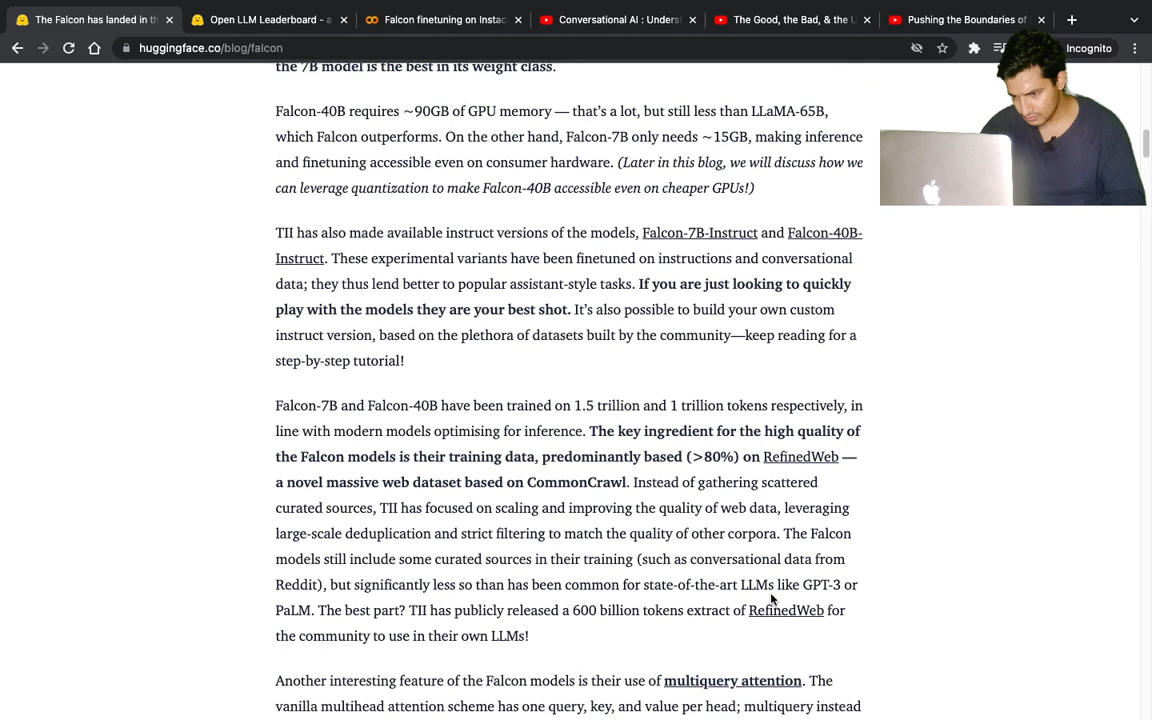 The Falcon has landed in th
Open LLM Leaderboard - a
Falcon finetuning on Instac
Conversational AI : Unders
The Good, the Bad, & the U
Pushing the Boundaries of
huggingface.co/blog/falcon
Incognito
the 7B model is the best in its weight class.
Falcon-40B requires ~90GB of GPU memory — that's a lot, but still less than LLaMA-65B,
which Falcon outperforms. On the other hand, Falcon-7B only needs ~15GB, making inference
and finetuning accessible even on consumer hardware. (Later in this blog, we will discuss how we
can leverage quantization to make Falcon-40B accessible even on cheaper GPUs!)
TII has also made available instruct versions of the models, Falcon-7B-Instruct and Falcon-40B-
Instruct. These experimental variants have been finetuned on instructions and conversational
data; they thus lend better to popular assistant-style tasks. If you are just looking to quickly
play with the models they are your best shot. It's also possible to build your own custom
instruct version, based on the plethora of datasets built by the community—keep reading for a
step-by-step tutorial!
Falcon-7B and Falcon-40B have been trained on 1.5 trillion and 1 trillion tokens respectively, in
line with modern models optimising for inference. The key ingredient for the high quality of
the Falcon models is their training data, predominantly based (>80%) on RefinedWeb —
a novel massive web dataset based on CommonCrawl. Instead of gathering scattered
curated sources, TII has focused on scaling and improving the quality of web data, leveraging
large-scale deduplication and strict filtering to match the quality of other corpora. The Falcon
models still include some curated sources in their training (such as conversational data from
Reddit), but significantly less so than has been common for state-of-the-art LLMs like GPT-3 or
PaLM. The best part? TII has publicly released a 600 billion tokens extract of RefinedWeb for
the community to use in their own LLMs!
Another interesting feature of the Falcon models is their use of multiquery attention. The
vanilla multihead attention scheme has one query, key, and value per head; multiquery instead